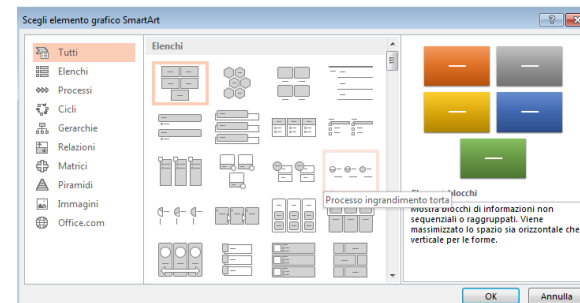 Scegli elemento grafico SmartArt
Tutti
Elenchi
Processi
Cicli
Gerarchie
Relazioni
Matrici
Piramidi
Immagini
Office.com
Elenchi
Processo ingrandimento torta
blocchi
Mostra blocchi di informazioni non
sequenziali o raggruppati. Viene
massimizzato lo spazio sia orizzontale che
verticale per le forme.
OK
Annulla